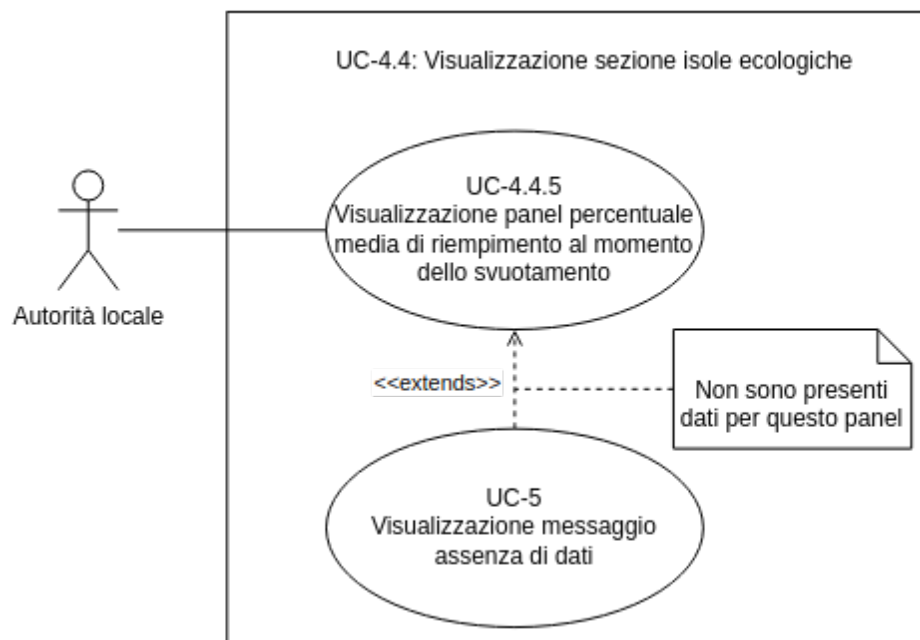 UC-4.4: Visualizzazione sezione isole ecologiche
UC-4.4.5
Visualizzazione panel percentuale
media di riempimento al momento
dello svuotamento
Autorità locale
<<extends>>
Non sono presenti
dati per questo panel
UC-5
Visualizzazione messaggio
assenza di dati